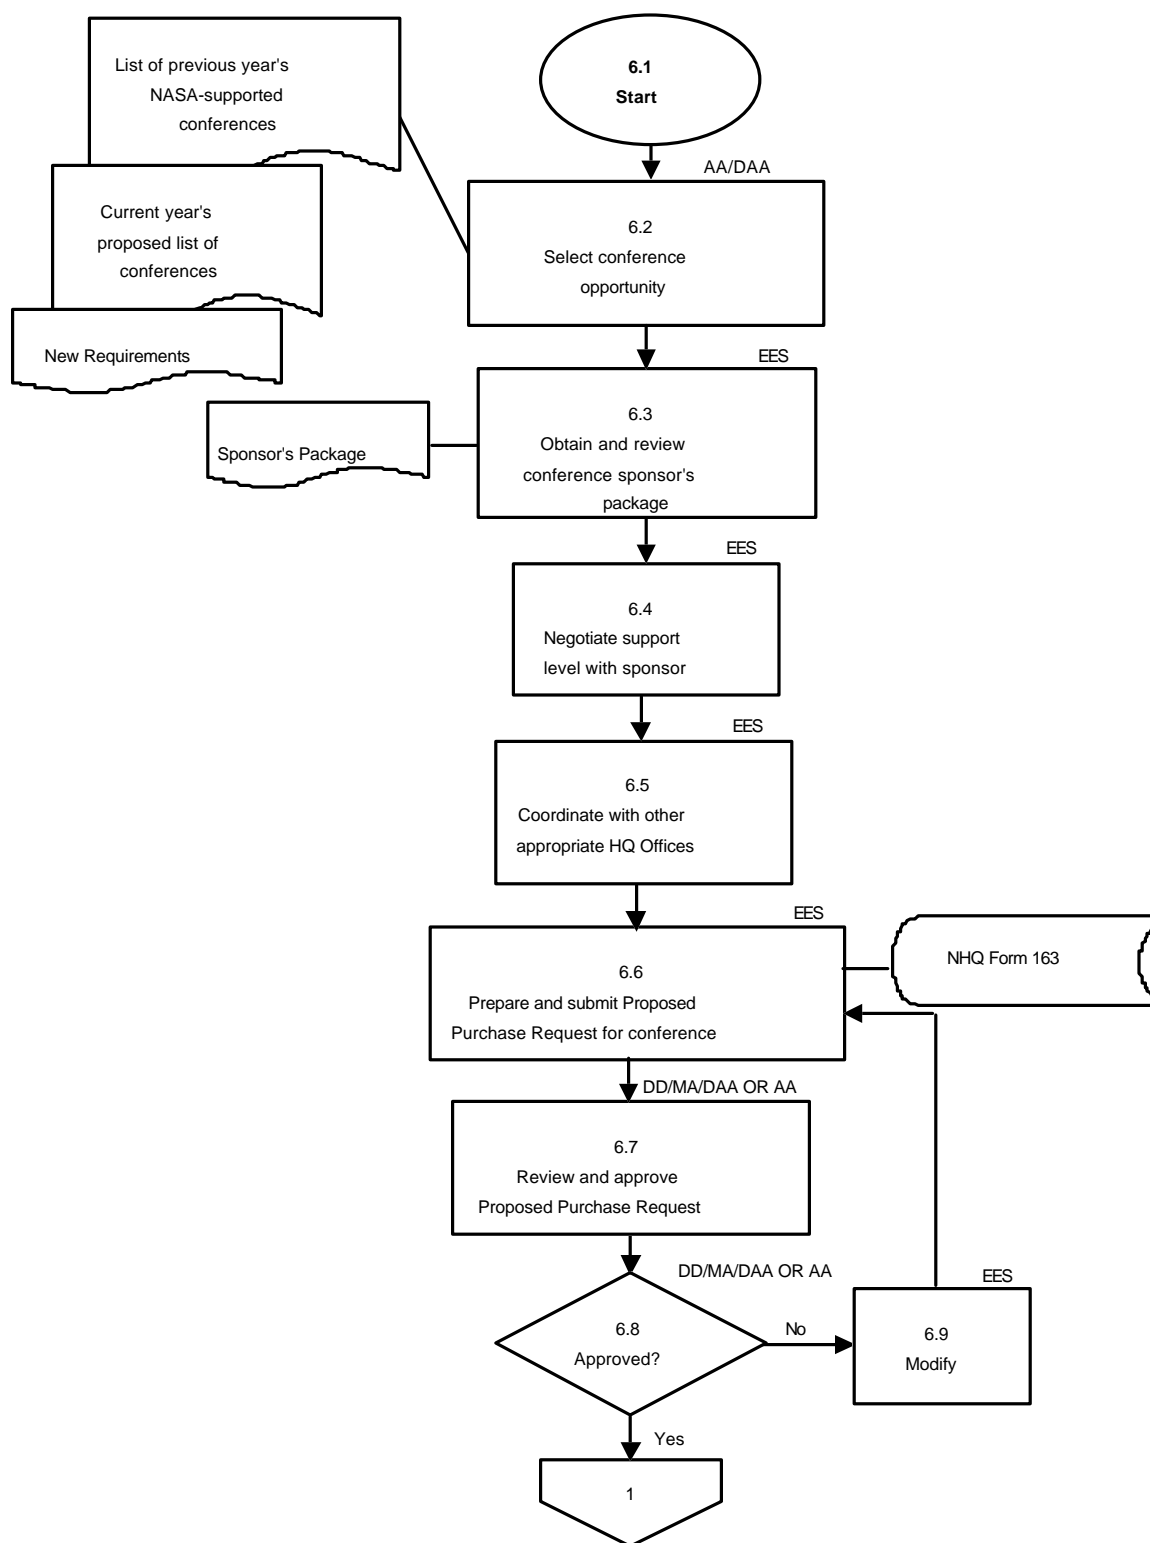 List of previous year's
NASA-supported
conferences
6.1
Start
AA/DAA
Current year's
proposed list of
conferences
6.2
Select conference
opportunity
New Requirements
EES
Sponsor's Package
6.3
Obtain and review
conference sponsor's
package
EES
6.4
Negotiate support
level with sponsor
EES
6.5
Coordinate with other
appropriate HQ Offices
EES
6.6
Prepare and submit Proposed
Purchase Request for conference
NHQ Form 163
DD/MA/DAA OR AA
6.7
Review and approve
Proposed Purchase Request
DD/MA/DAA OR AA
6.8
Approved?
No
EES
6.9
Modify
Yes
1